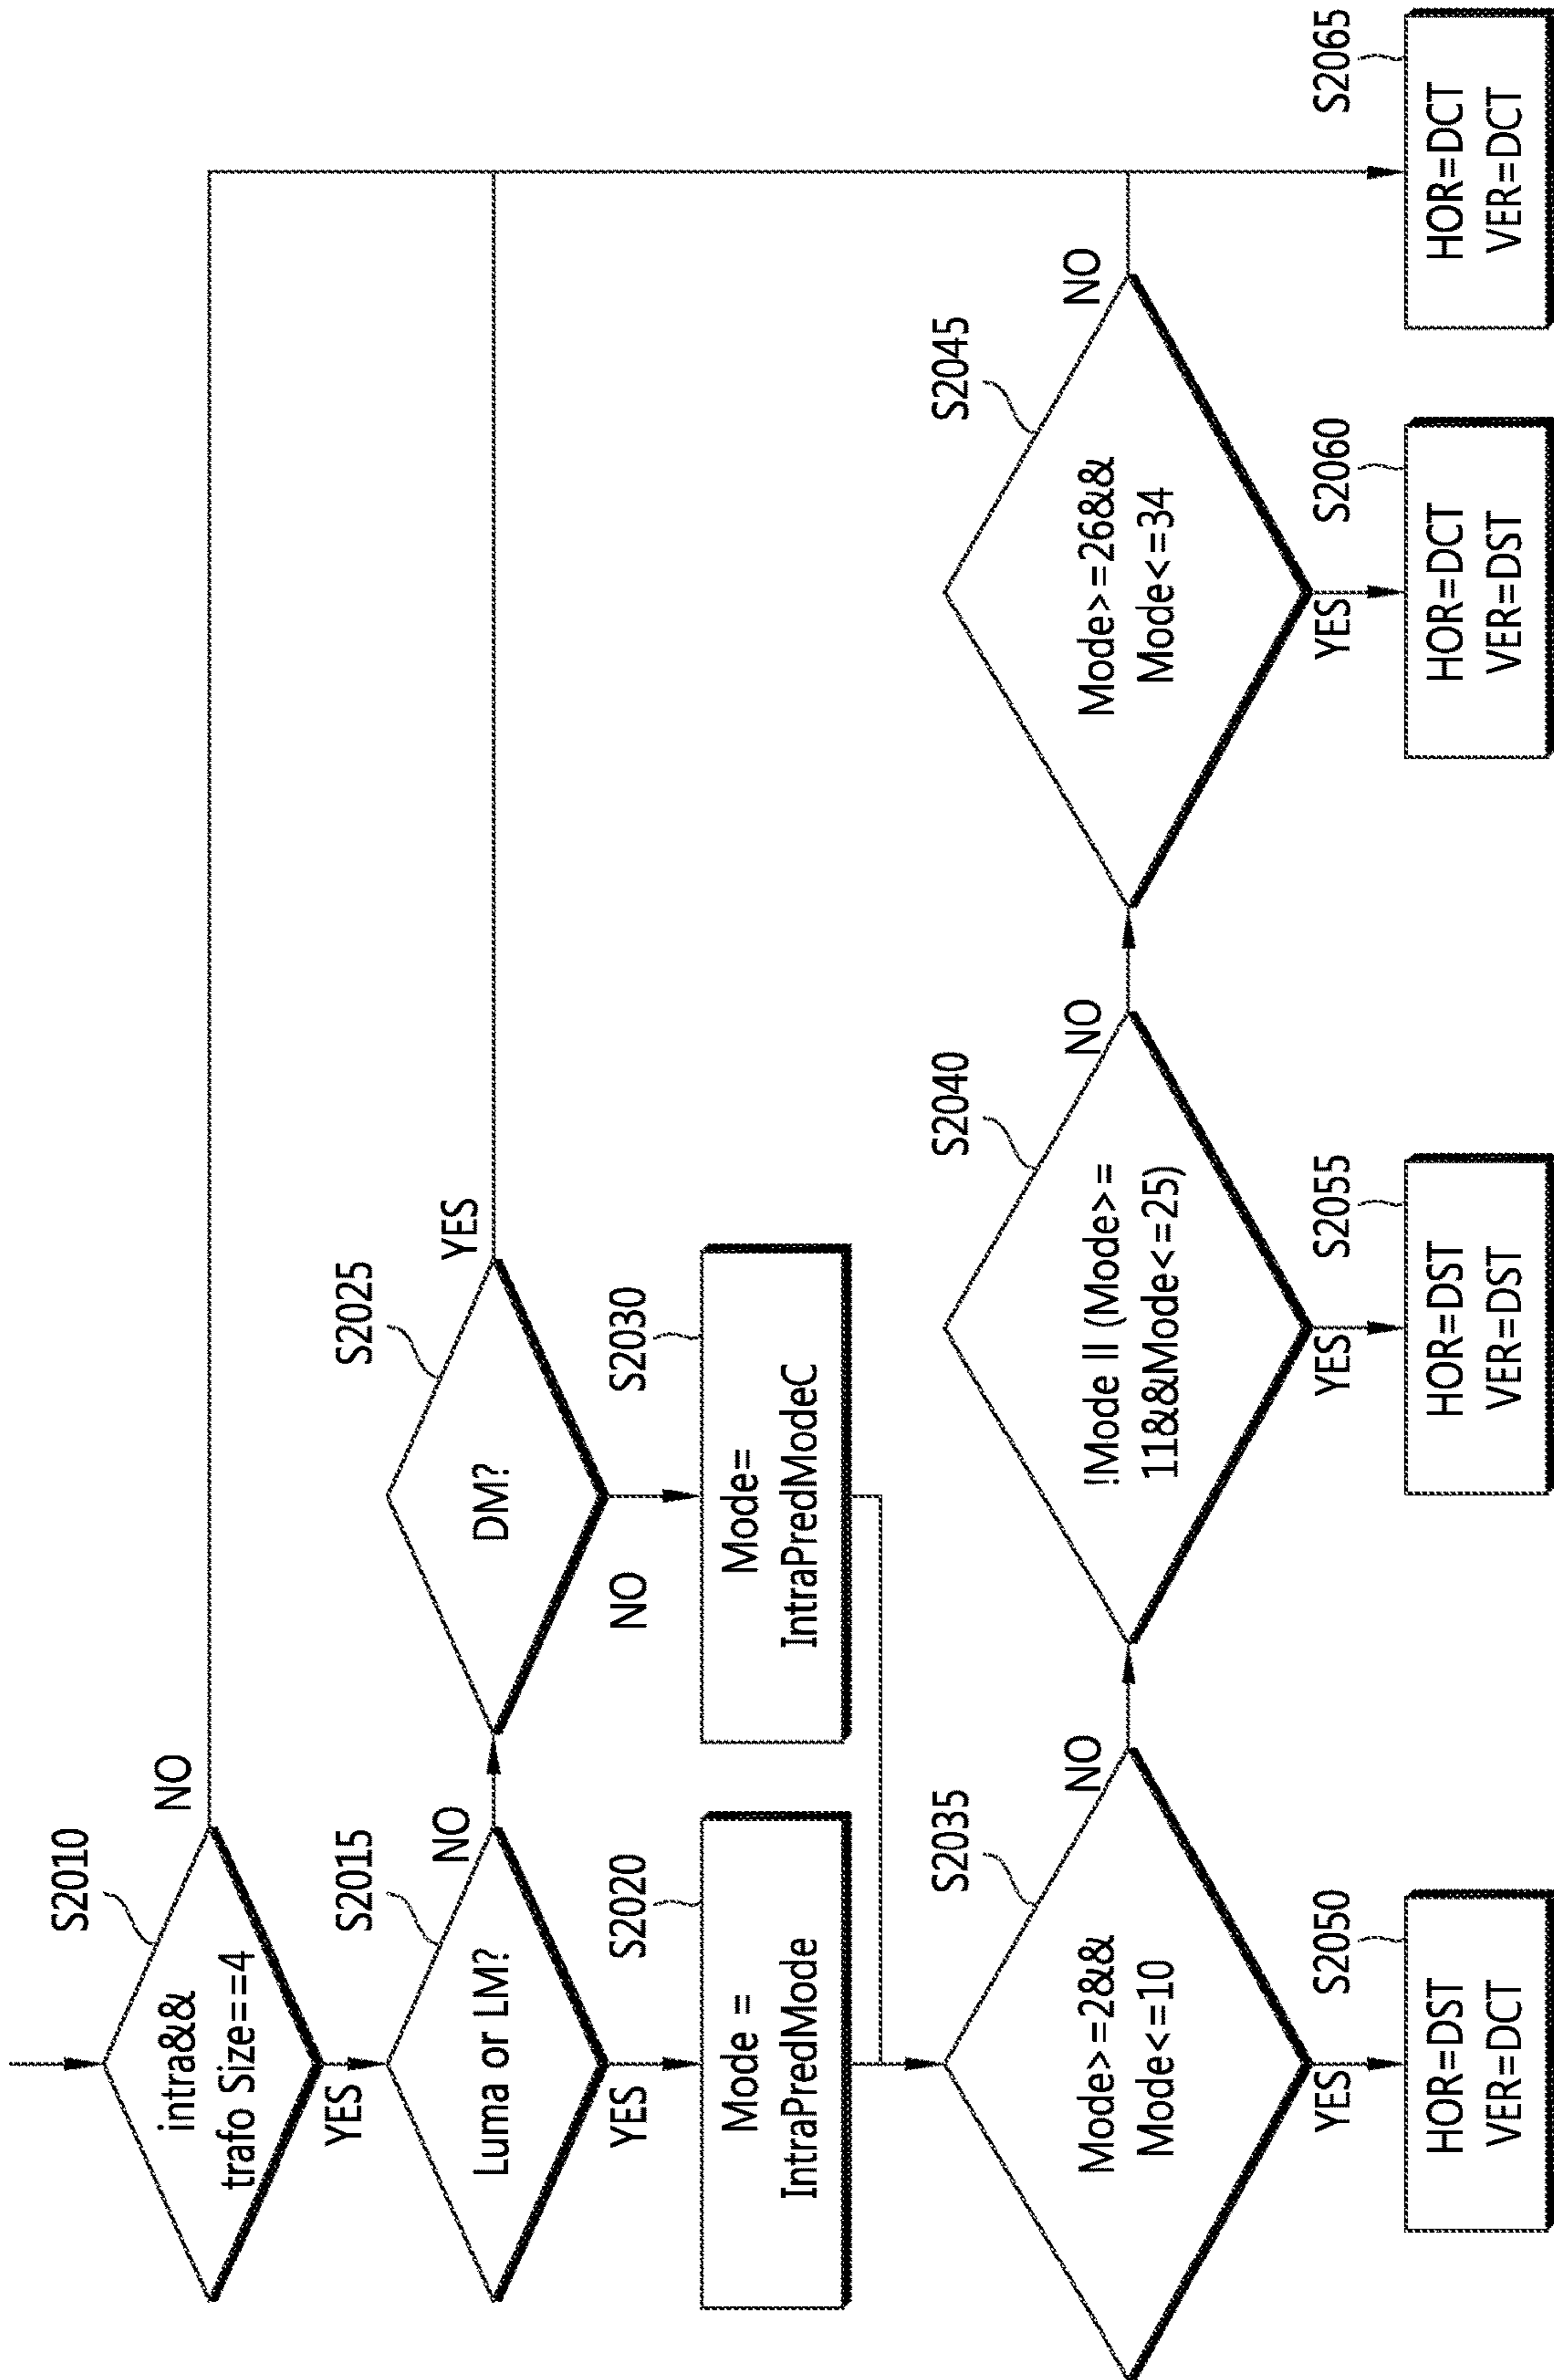 S2010
intra&&
trafo Size==4
NO
YES
S2015
Luma or LM?
NO
YES
S2025
DM?
YES
NO
S2020
Mode =
IntraPredMode
S2030
Mode=
IntraPredModeC
S2035
Mode>=2&&
Mode<=10
NO
YES
S2040
!Mode II (Mode>=
11&&Mode<=25)
NO
YES
S2045
Mode>=26&&
Mode<=34
NO
YES
S2050
HOR=DST
VER=DCT
S2055
HOR=DST
VER=DST
S2060
HOR=DCT
VER=DST
S2065
HOR=DCT
VER=DCT